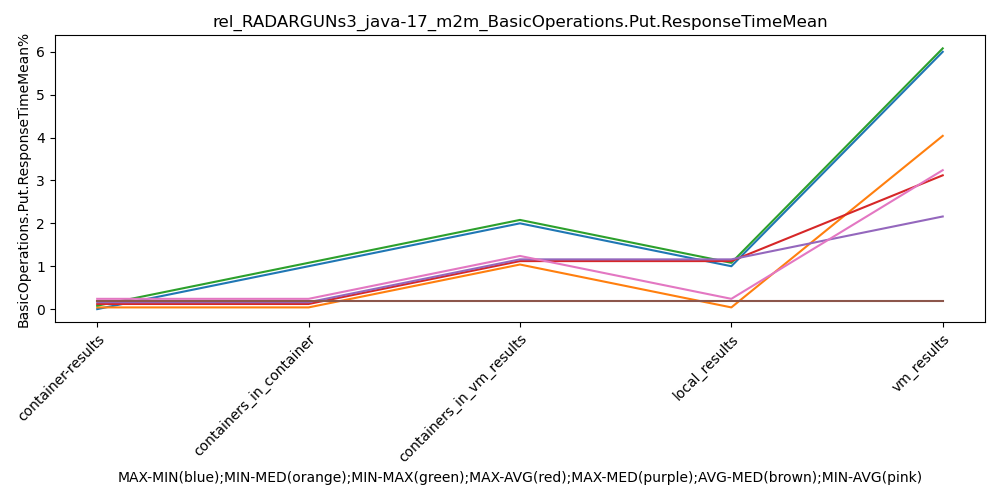 rel_RADARGUNs3_java-17_m2m_BasicOperations.Put.ResponseTimeMean
BasicOperations.Put.ResponseTimeMean%
6
5
4
3
2
1
0
container-results
containers_in_container
containers_in_vm_results
local_results
vm_results
MAX-MIN(blue);MIN-MED(orange);MIN-MAX(green);MAX-AVG(red);MAX-MED(purple);AVG-MED(brown);MIN-AVG(pink)